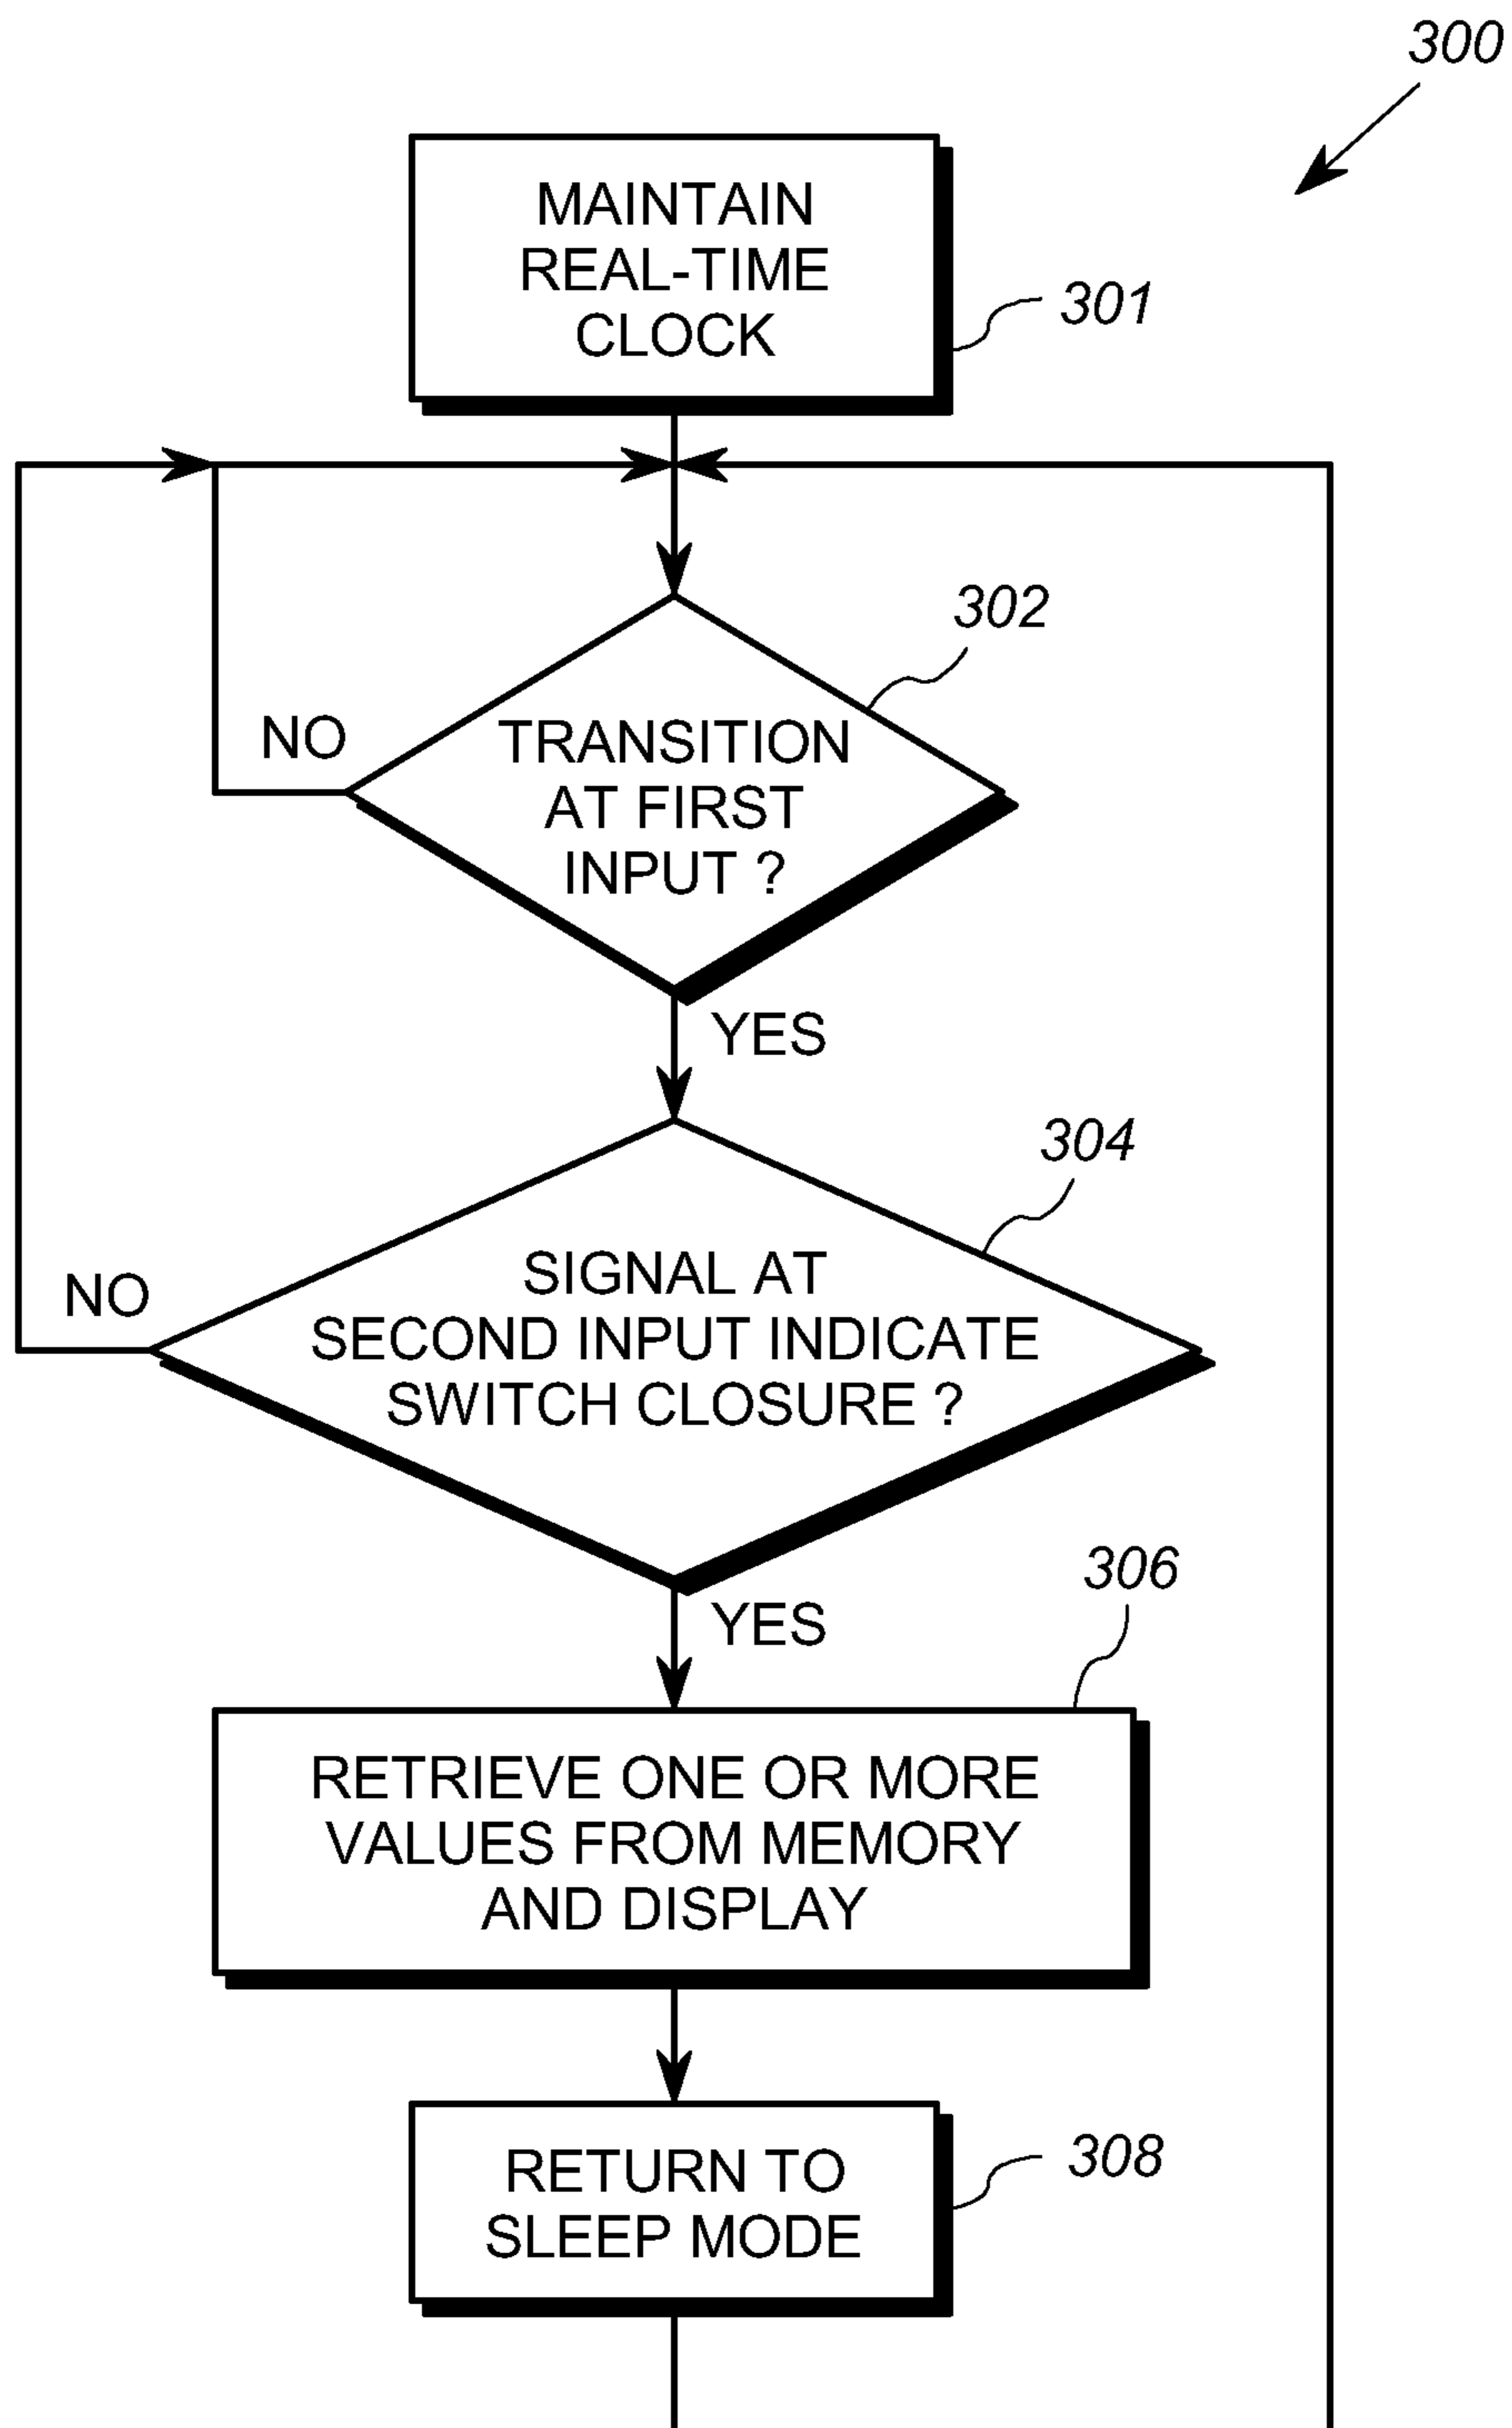 300
MAINTAIN
REAL-TIME
CLOCK
301
302
TRANSITION
AT FIRST
INPUT ?
NO
YES
304
SIGNAL AT
SECOND INPUT INDICATE
SWITCH CLOSURE ?
NO
YES
306
RETRIEVE ONE OR MORE
VALUES FROM MEMORY
AND DISPLAY
RETURN TO
SLEEP MODE
308